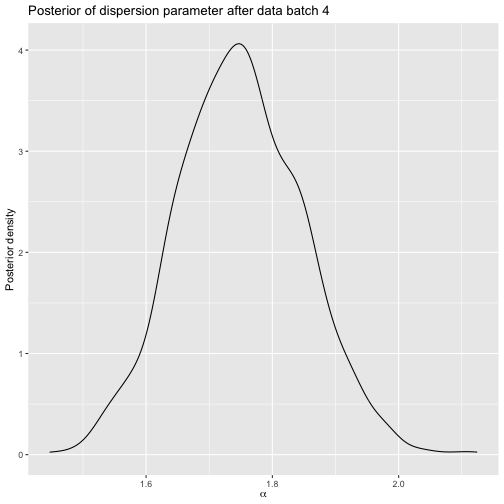 Posterior of dispersion parameter after data batch 4
Posterior density
4
3
2
1
0
1.6 1.8 2.0
α